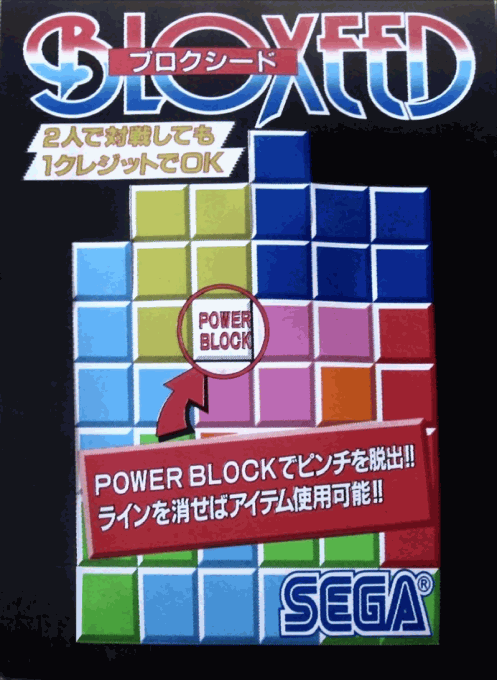 BLOXEED
ブロクシード
2人で対戦しても
1クレジットでOK
POWER
BLOCK
POWER BLOCKでピンチを脱出!!
ラインを消せばアイテム使用可能!!
SEGA®